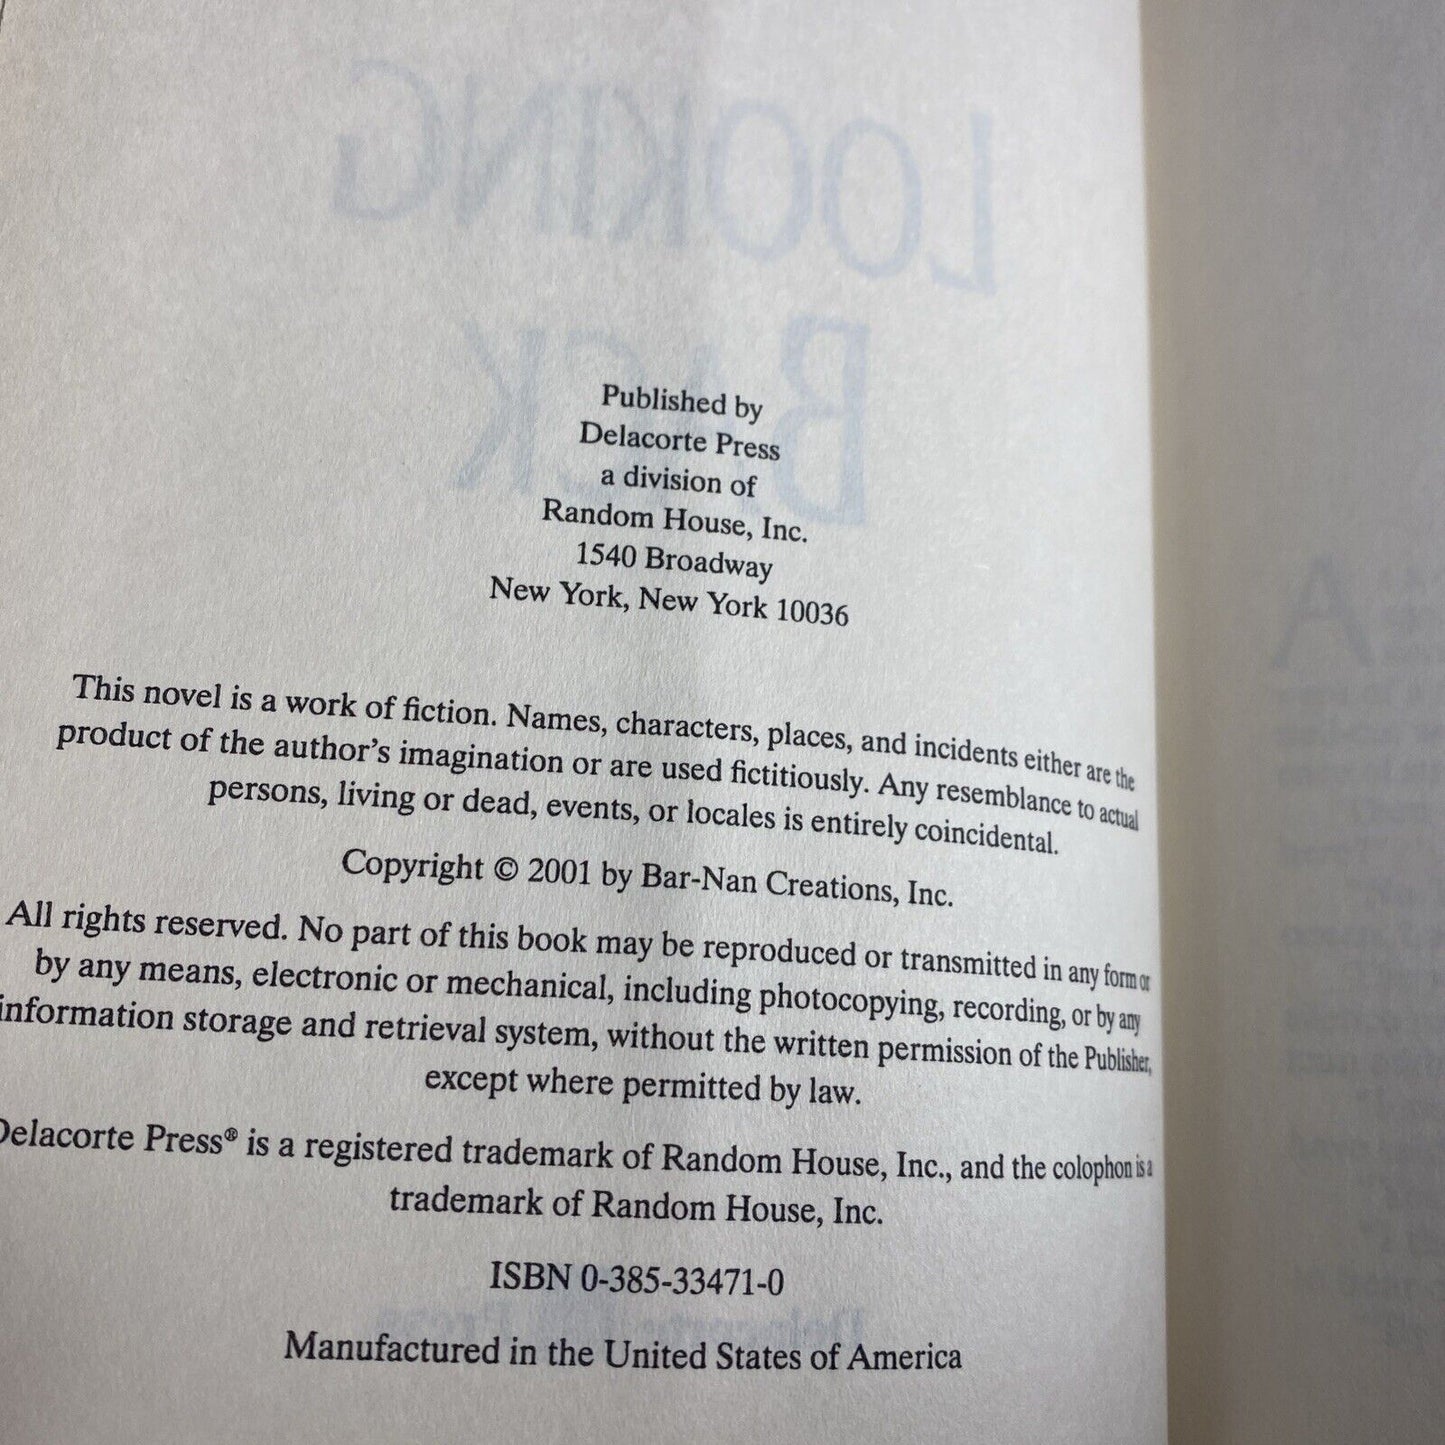 LOOKING
BACK
Published by
Delacorte Press
a division of
Random House, Inc.
1540 Broadway
New York, New York 10036
This novel is a work of fiction. Names, characters, places, and incidents either are the
product of the author's imagination or are used fictitiously. Any resemblance to actual
persons, living or dead, events, or locales is entirely coincidental.
Copyright © 2001 by Bar-Nan Creations, Inc.
All rights reserved. No part of this book may be reproduced or transmitted in any form or
by any means, electronic or mechanical, including photocopying, recording, or by any
information storage and retrieval system, without the written permission of the Publisher,
except where permitted by law.
Delacorte Press® is a registered trademark of Random House, Inc., and the colophon is a
trademark of Random House, Inc.
ISBN 0-385-33471-0
Delacorte Press
Manufactured in the United States of America